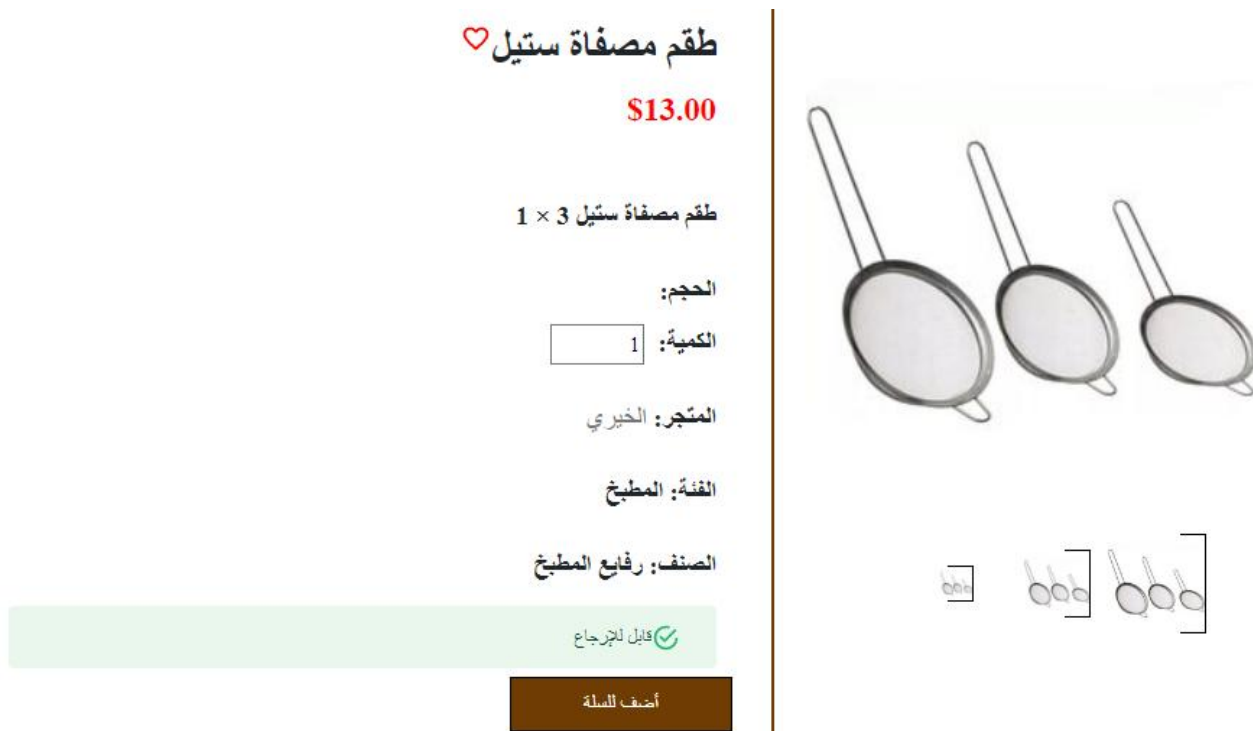 طقم مصفاة ستيل
$13.00
طقم مصفاة ستيل 3 × 1
الحجم:
الكمية: 1
المتجر: الخيري
الفئة: المطبخ
الصنف: رفايع المطبخ
قابل للإرجاع
أضف للسلة